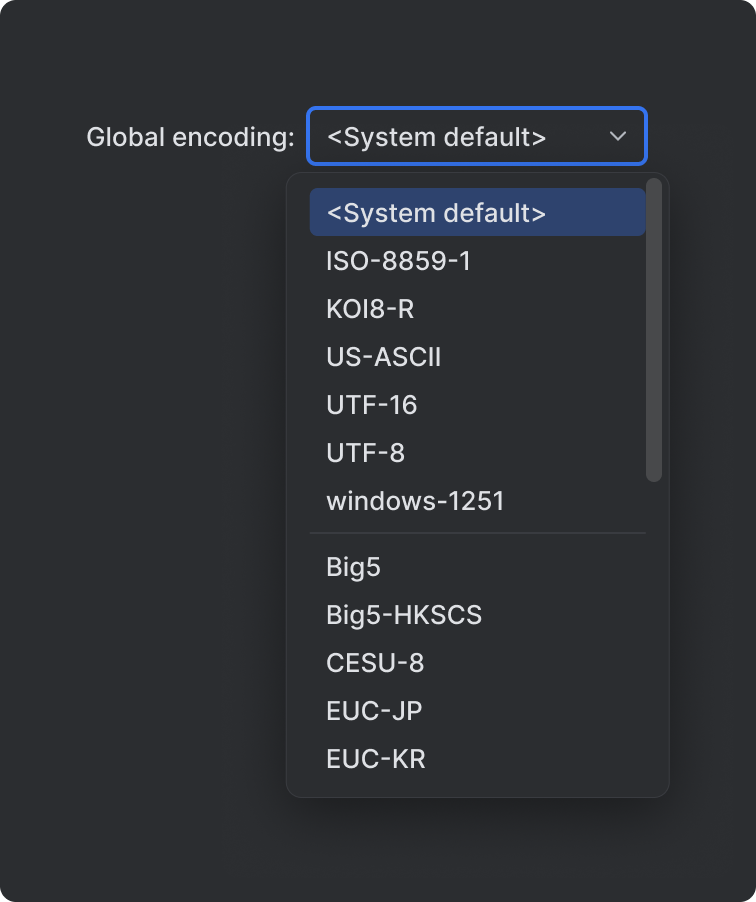 Global encoding: <System default>
<System default>
ISO-8859-1
KOI8-R
US-ASCII
UTF-16
UTF-8
windows-1251
Big5
Big5-HKSCS
CESU-8
EUC-JP
EUC-KR